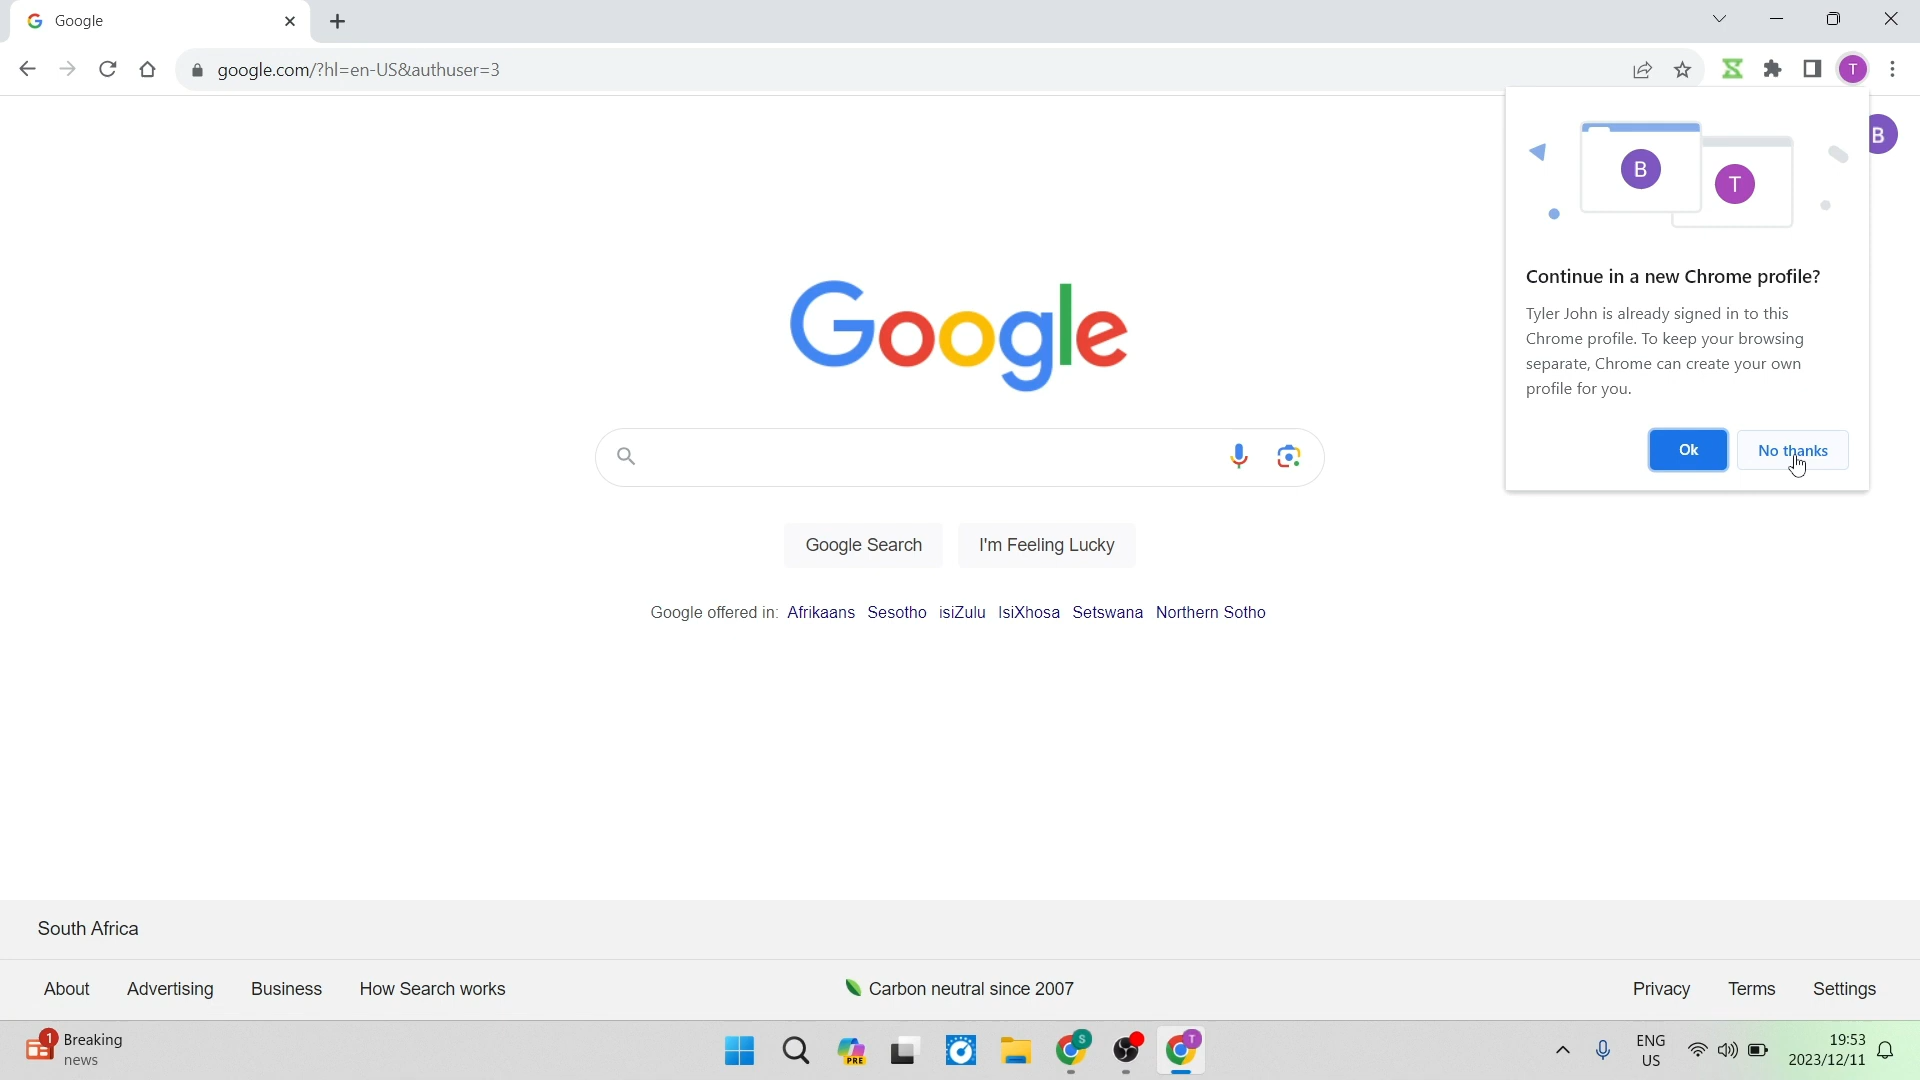 Google
google.com/?hl=en-US&authuser=3
T
B
B
T
Continue in a new Chrome profile?
Tyler John is already signed in to this
Chrome profile. To keep your browsing
separate, Chrome can create your own
profile for you.
Ok
No thanks
Google
Google Search
I'm Feeling Lucky
Google offered in: Afrikaans Sesotho isiZulu IsiXhosa Setswana Northern Sotho
South Africa
About
Advertising
Business
How Search works
Carbon neutral since 2007
Privacy
Terms
Settings
1
Breaking
news
PRE
S
T
ENG
US
19:53
2023/12/11